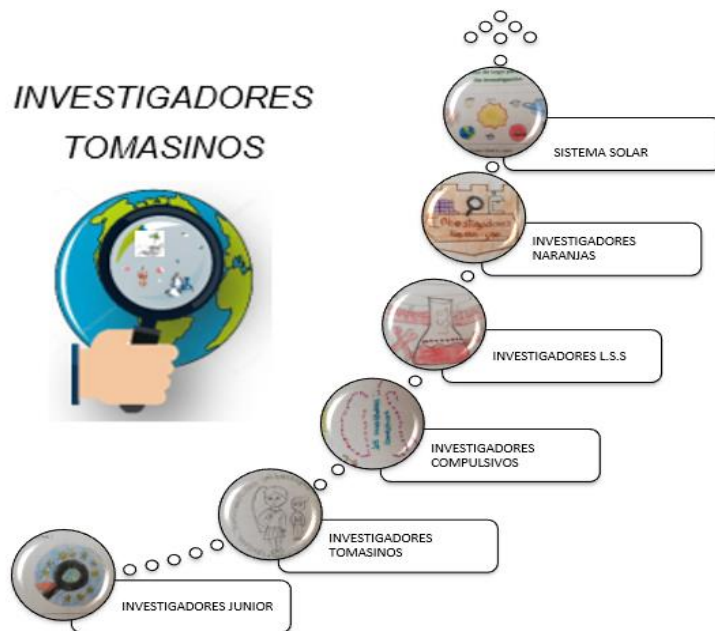 INVESTIGADORES
TOMASINOS
SISTEMA SOLAR
INVESTIGADORES
NARANJAS
INVESTIGADORES L.S.S
INVESTIGADORES
COMPULSIVOS
INVESTIGADORES
TOMASINOS
INVESTIGADORES JUNIOR